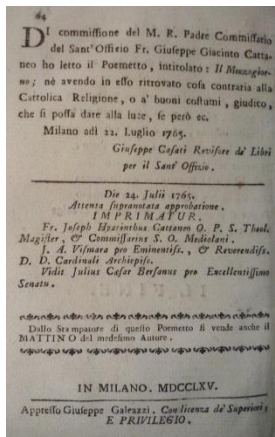 64
DI commissione del M. R. Padre Commissario
del Sant' Offizio Fr. Giuseppe Giacinto Catta-
neo ho letto il Poemetto, intitolato: Il Mezzogior-
no; nè avendo in esso ritrovato cosa contraria alla
Cattolica Religione, o a' buoni costumi, giudico,
che si possa dare alla luce, se però ec.
Milano adì 22. Luglio 1765.
Giuseppe Casati Revisore de' Libri
per il Sant' Offizio.
Die 24. Julii 1765.
Attenta supranotata approbatione.
IMPRIMATUR.
Fr. Joseph Hyacinthus Cattaneo O. P. S. Theol.
Magister, & Commissarius S. O. Mediolani.
J. A. Vismara pro Eminentiss., & Reverendiss.
D. D. Cardinali Archiepisc.
Vidit Julius Cæsar Bersanus pro Excellentissimo
Senatu.
Dallo Stampatore di questo Poemetto si vende anche il
MATTINO del medesimo Autore.
IN MILANO. MDCCLXV.
Appresso Giuseppe Galeazzi. Con licenza de' Superiori;
E PRIVILEGIO.